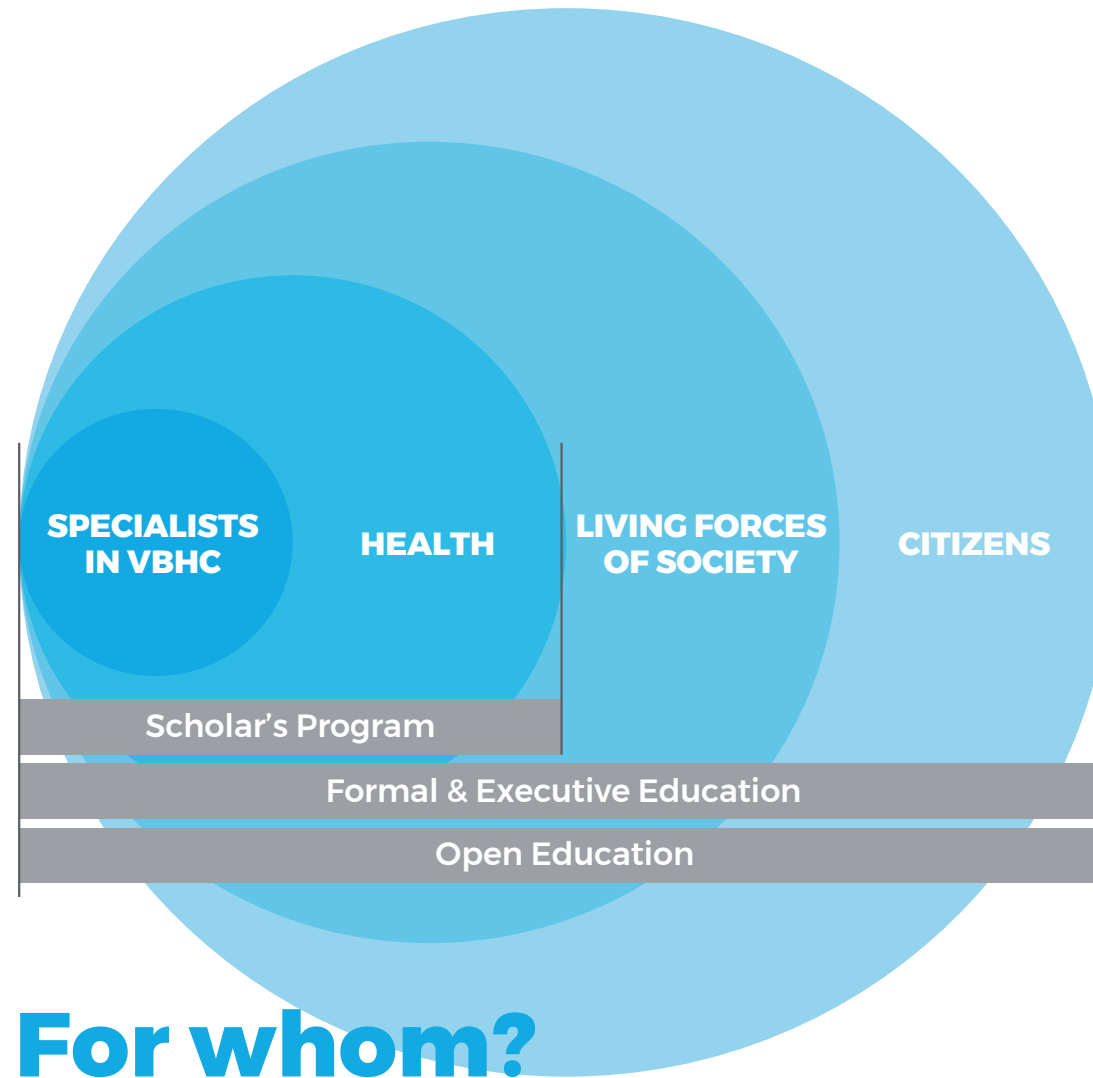 SPECIALISTS
IN VBHC
HEALTH
LIVING FORCES
OF SOCIETY
CITIZENS
Scholar’s Program
Formal & Executive Education
Open Education
For whom?